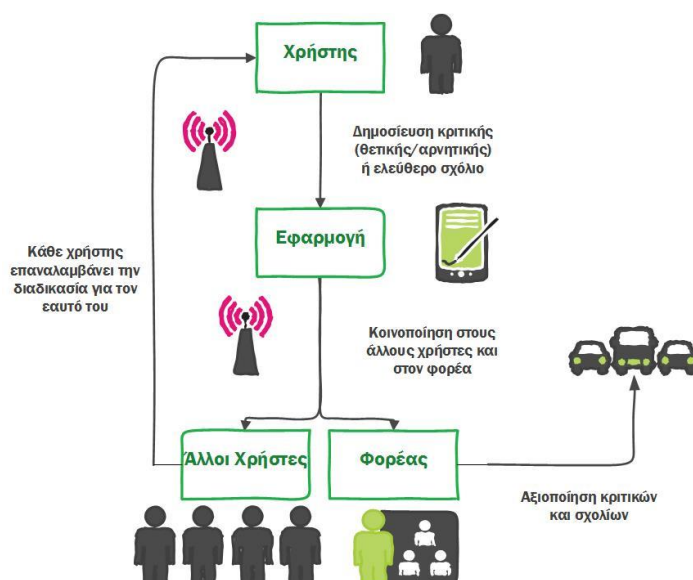 Χρήστης
Δημοσίευση κριτικής
(θετικής/αρνητικής)
ή ελεύθερο σχόλιο
Εφαρμογή
Κάθε χρήστης
επαναλαμβάνει την
διαδικασία για τον
εαυτό του
Κοινοποίηση στους
άλλους χρήστες και
στον φορέα
Άλλοι Χρήστες
Φορέας
Αξιοποίηση κριτικών
και σχολίων